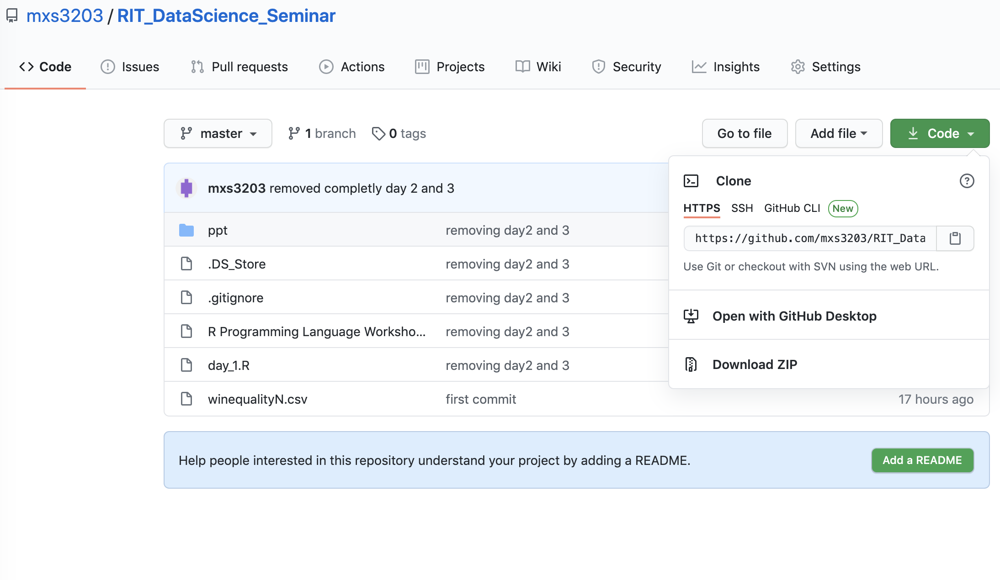 mxs3203 / RIT_DataScience_Seminar
Code Issues Pull requests Actions Projects Wiki Security Insights Settings
master 1 branch 0 tags Go to file Add file Code
mxs3203 removed completly day 2 and 3
ppt removing day2 and 3
.DS_Store removing day2 and 3
.gitignore removing day2 and 3
R Programming Language Worksho... removing day2 and 3
day_1.R removing day2 and 3
winequalityN.csv first commit 17 hours ago
Clone
HTTPS SSH GitHub CLI New
https://github.com/mxs3203/RIT_Data
Use Git or checkout with SVN using the web URL.
Open with GitHub Desktop
Download ZIP
Help people interested in this repository understand your project by adding a README. Add a README